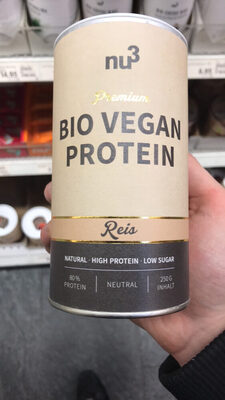 nu3
Premium
BIO VEGAN
PROTEIN
Reis
NATURAL · HIGH PROTEIN · LOW SUGAR
80% PROTEIN
NEUTRAL
250G INHALT